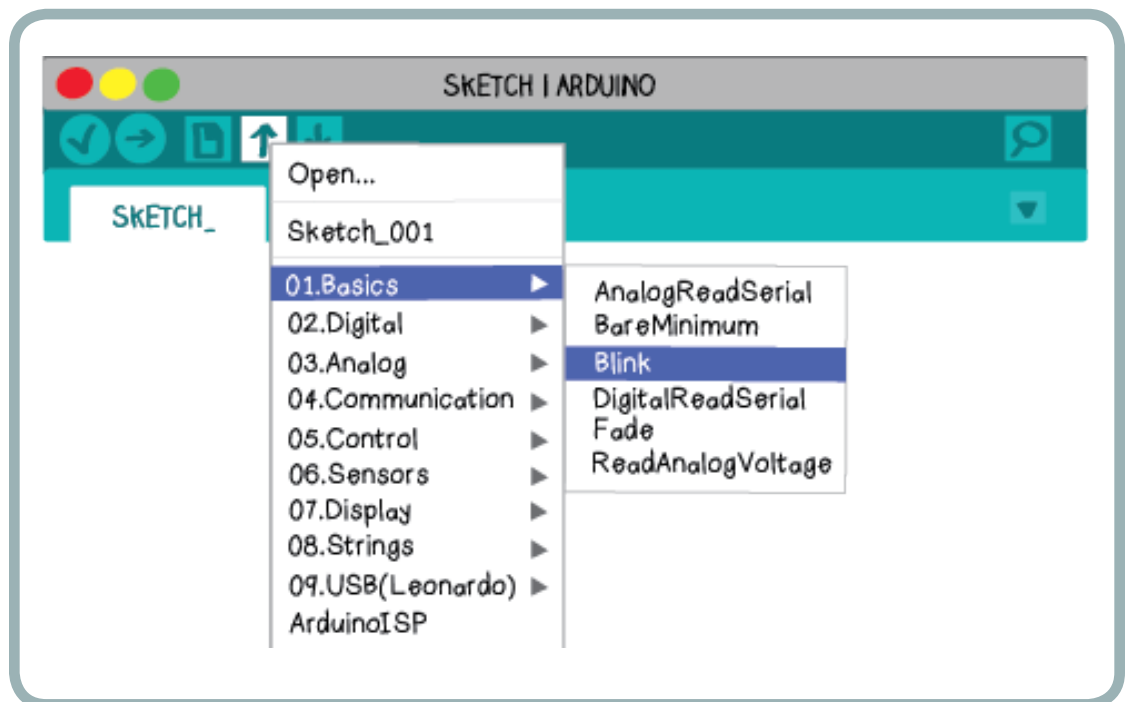 SKETCH | ARDUINO
SKETCH_
Open...
Sketch_001
01.Basics
02.Digital
03.Analog
04.Communication
05.Control
06.Sensors
07.Display
08.Strings
09.USB(Leonardo)
ArduinoISP
AnalogReadSerial
BareMinimum
Blink
DigitalReadSerial
Fade
ReadAnalogVoltage